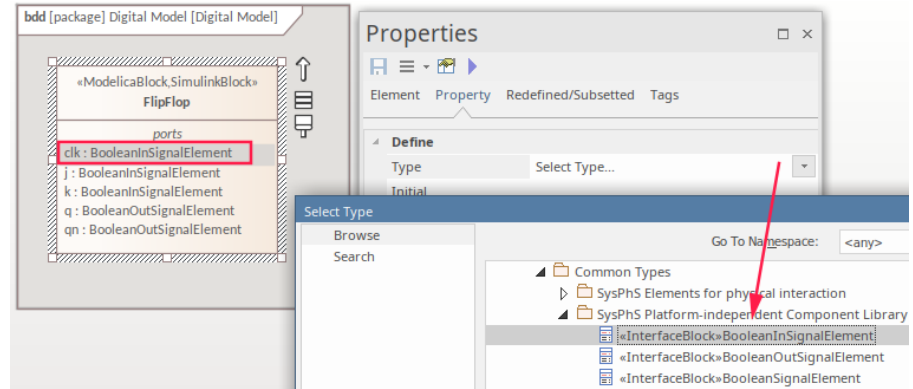 bdd [package] Digital Model [Digital Model]
«ModelicaBlock,SimulinkBlock»
FlipFlop
ports
clk : BooleanInSignalElement
j : BooleanInSignalElement
k : BooleanInSignalElement
q : BooleanOutSignalElement
qn : BooleanOutSignalElement
Properties
Element Property Redefined/Subsetted Tags
Define
Type Select Type...
Initial
Select Type
Browse
Search
Go To Namespace: <any>
Common Types
SysPhS Elements for physical interaction
SysPhS Platform-independent Component Library
«InterfaceBlock»BooleanInSignalElement
«InterfaceBlock»BooleanOutSignalElement
«InterfaceBlock»BooleanSignalElement